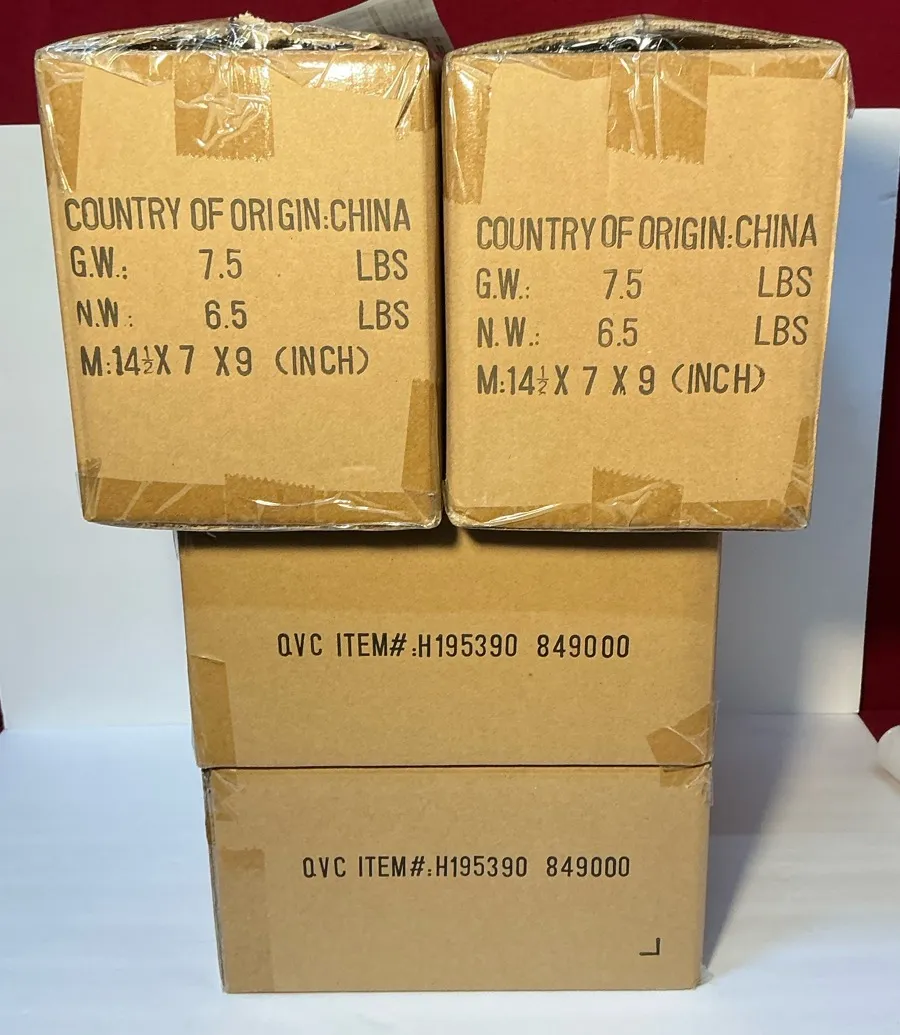 COUNTRY OF ORIGIN:CHINA
G.W.: 7.5 LBS
N.W.: 6.5 LBS
M:14½X 7 X9 (INCH)
COUNTRY OF ORIGIN:CHINA
G.W.: 7.5 LBS
N.W.: 6.5 LBS
M:14½X 7 X 9 (INCH)
QVC ITEM#:H195390 849000
QVC ITEM#:H195390 849000